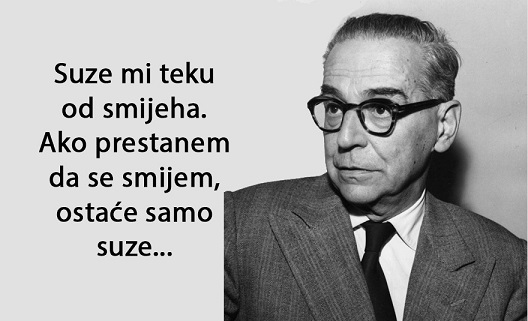 Suze mi teku
od smijeha.
Ako prestanem
da se smijem,
ostaće samo
suze...